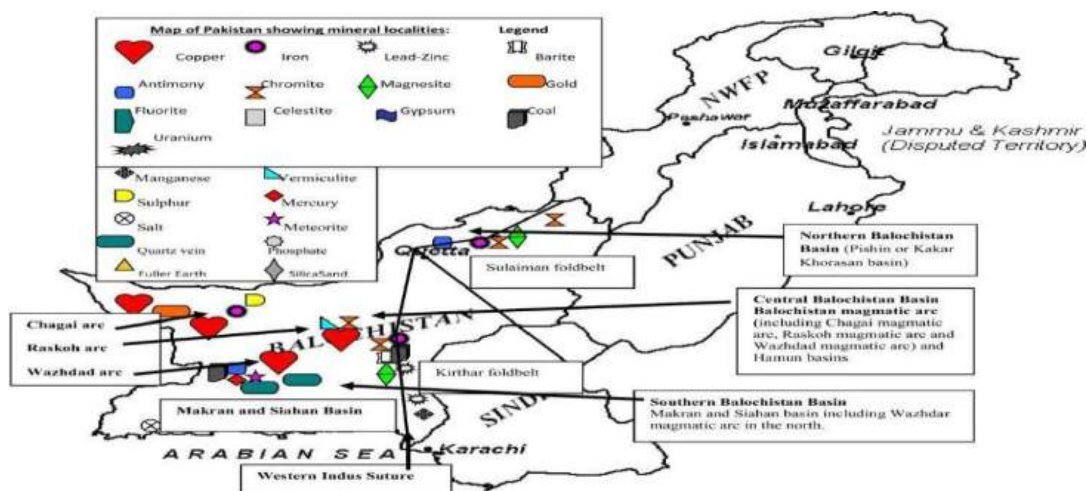 Map of Pakistan showing mineral localities: Legend
Copper Iron Lead-Zinc Barite
Antimony Chromite Magnesite Gold
Fluorite Celestite Gypsum Coal
Uranium
Manganese Vermiculite
Sulphur Mercury
Salt Meteorite
Quartz vein Phosphate
Fuller Earth SilicaSand
Gilgit
NWFP
Mozaffarabad
Peshawar
Islamabad
Jammu & Kashmir
(Disputed Territory)
Lahore
PUNJAB
Quetta
Sulaiman foldbelt
Northern Balochistan
Basin (Pishin or Kakar
Khorasan basin)
Chagai arc
Raskoh arc
Wazhdad arc
Central Balochistan Basin
Balochistan magmatic arc
(including Chagai magmatic
arc, Raskoh magmatic arc and
Wazhdad magmatic arc) and
Hamun basins
Kirthar foldbelt
Southern Balochistan Basin
Makran and Siahan basin including Wazhdar
magmatic arc in the north.
Makran and Siahan Basin
ARABIAN SEA
Karachi
Western Indus Suture